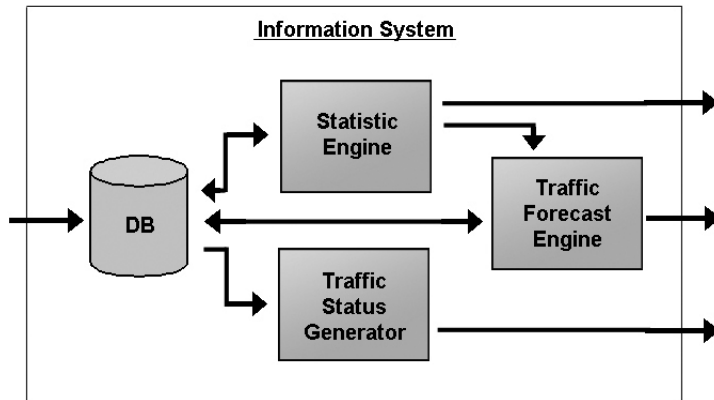 Information System
Statistic
Engine
DB
Traffic
Forecast
Engine
Traffic
Status
Generator